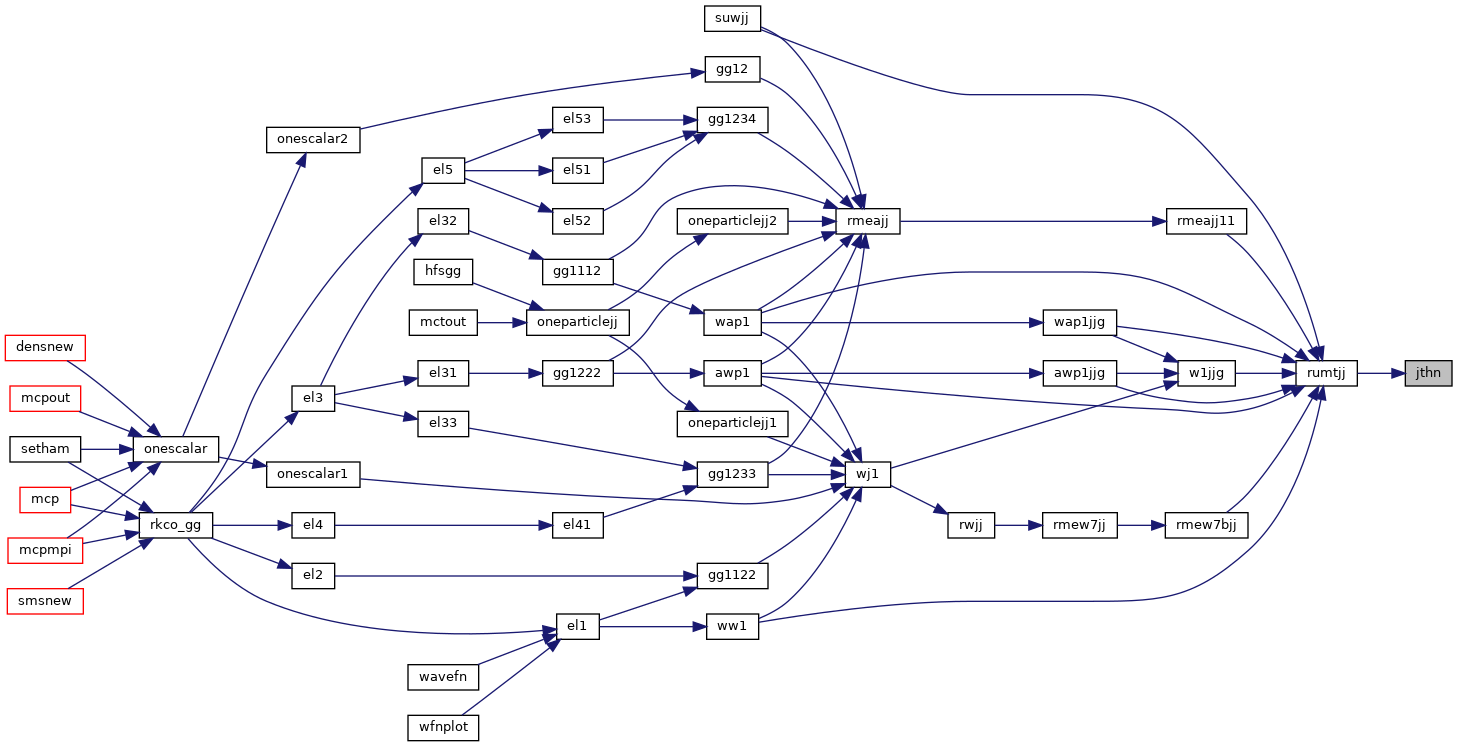 suwjj
gg12
el53
gg1234
onescalar2
el5
el51
el32
el52
oneparticlejj2
rmeajj
rmeajj11
hfsgg
gg1112
mctout
oneparticlejj
wap1
wap1jjg
densnew
el31
gg1222
awp1
awp1jjg
w1jjg
rumtjj
jthn
mcpout
el3
el33
oneparticlejj1
setham
onescalar
onescalar1
gg1233
wj1
mcp
rkco_gg
el4
el41
rwjj
rmew7jj
rmew7bjj
mcpmpi
el2
gg1122
smsnew
el1
ww1
wavefn
wfnplot